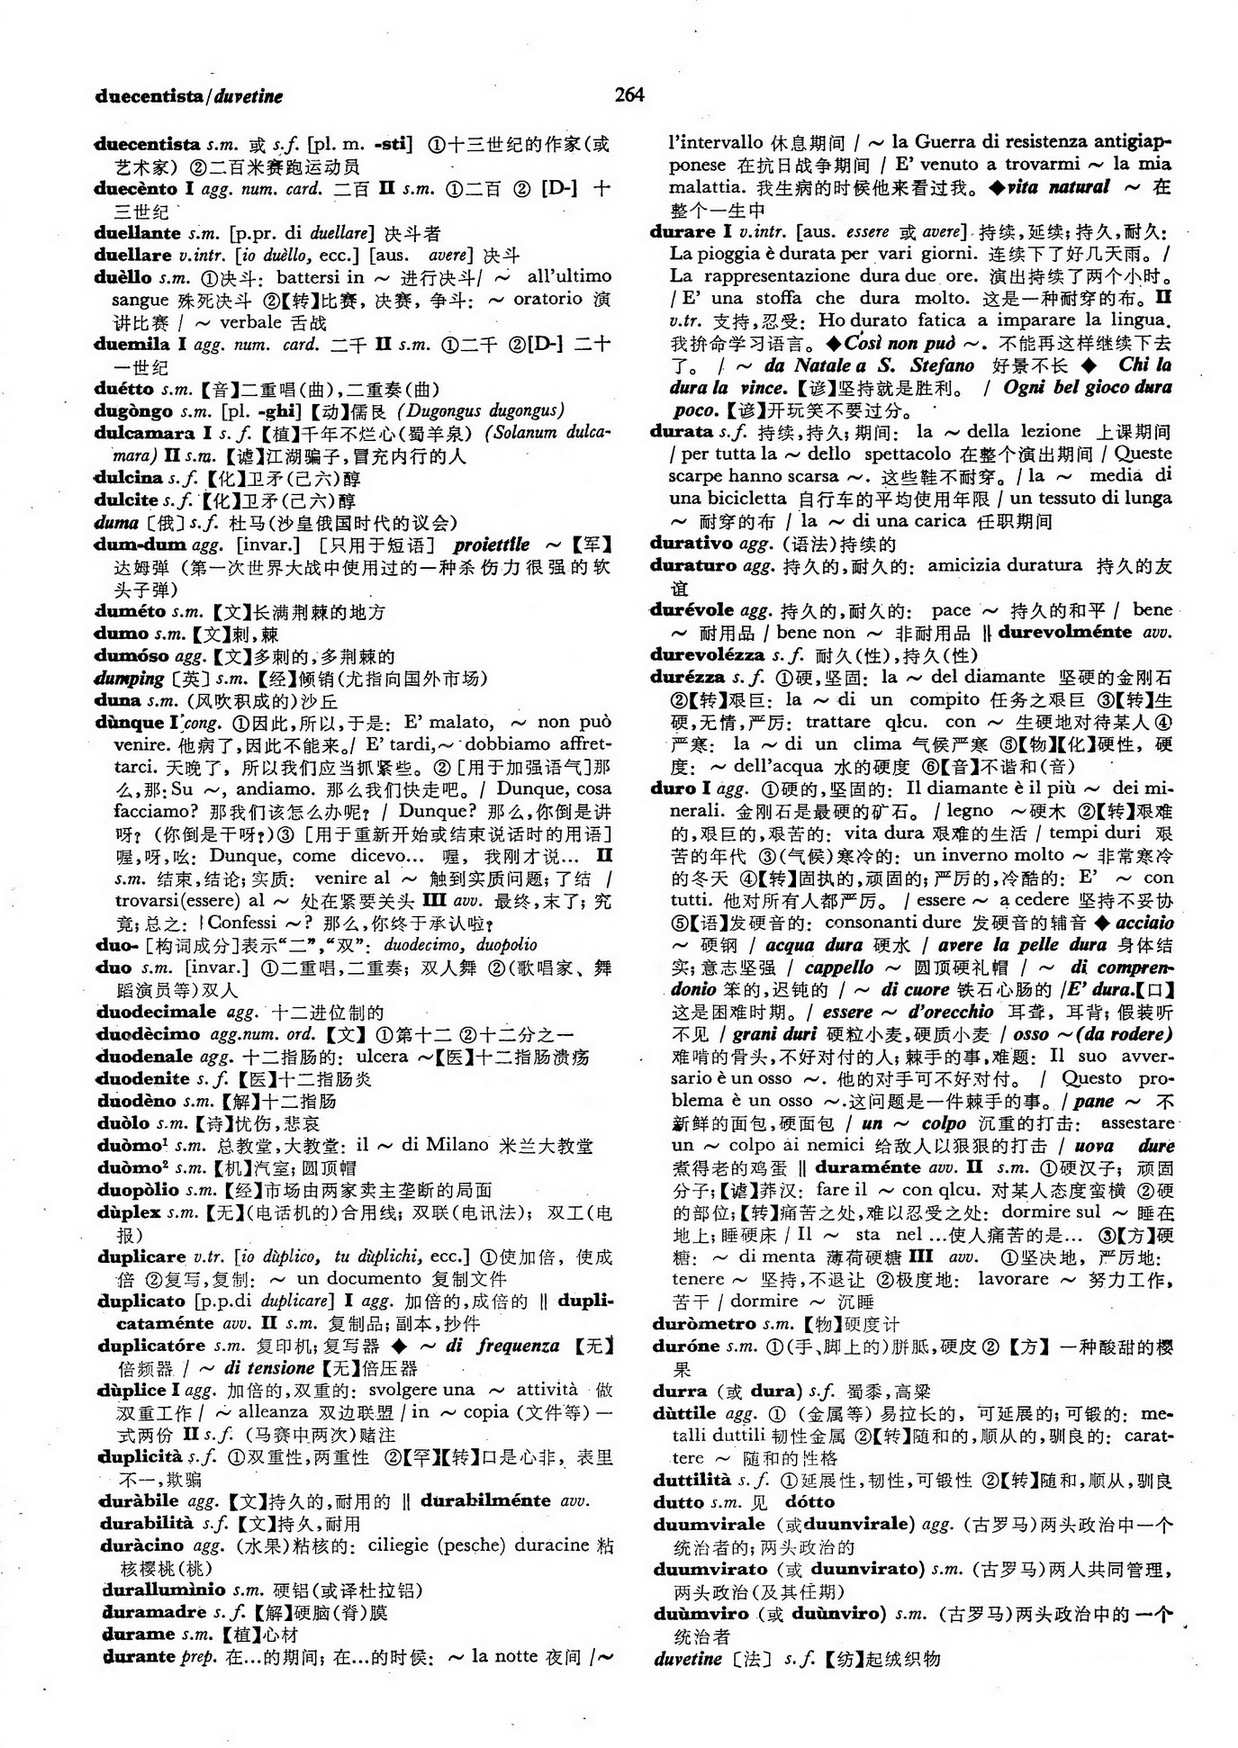 duecentista/duvetine
264
duecentista s.m. 或 s.f. [pl. m. -sti] ①十三世纪的作家(或
艺术家) ②二百米赛跑运动员
duecènto I agg. num. card. 二百 II s.m. ①二百 ② [D-] 十
三世纪
duellante s.m. [p.pr. di duellare] 决斗者
duellare v.intr. [io duèllo, ecc.] [aus. avere] 决斗
duèllo s.m. ①决斗: battersi in ~ 进行决斗/ ~ all'ultimo
sangue 殊死决斗 ②【转】比赛, 决赛, 争斗: ~ oratorio 演
讲比赛 / ~ verbale 舌战
duemila I agg. num. card. 二千 II s.m. ①二千 ②[D-] 二十
一世纪
duétto s.m.【音】二重唱(曲),二重奏(曲)
dugòngo s.m. [pl. -ghi]【动】儒艮 (Dugongus dugongus)
dulcamara I s. f.【植】千年不烂心(蜀羊泉) (Solanum dulca-
mara) II s.m.【谑】江湖骗子,冒充内行的人
dulcina s. f.【化】卫矛(己六)醇
dulcite s. f.【化】卫矛(己六)醇
duma〔俄〕s.f. 杜马(沙皇俄国时代的议会)
dum-dum agg. [invar.] [只用于短语] proiettile ~【军】
达姆弹 (第一次世界大战中使用过的一种杀伤力很强的软
头子弹)
duméto s.m.【文】长满荆棘的地方
dumo s.m.【文】刺,棘
dumóso agg.【文】多刺的,多荆棘的
dumping〔英〕s.m.【经】倾销(尤指向国外市场)
duna s.m. (风吹积成的)沙丘
dùnque I cong. ①因此,所以,于是: E' malato, ~ non può
venire. 他病了,因此不能来。/ E' tardi,~ dobbiamo affret-
tarci. 天晚了, 所以我们应当抓紧些。② [用于加强语气]那
么,那: Su ~, andiamo. 那么我们快走吧。/ Dunque, cosa
facciamo? 那我们该怎么办呢? / Dunque? 那么,你倒是讲
呀? (你倒是干呀?)③ [用于重新开始或结束说话时的用语]
喔,呀,吆: Dunque, come dicevo... 喔, 我刚才说... II
s.m. 结束,结论; 实质: venire al ~ 触到实质问题; 了结 /
trovarsi(essere) al ~ 处在紧要关头 III avv. 最终,末了; 究
竟; 总之: Confessi ~? 那么,你终于承认啦?
duo- [构词成分]表示“二”,“双”: duodecimo, duopolio
duo s.m. [invar.] ①二重唱,二重奏; 双人舞 ②(歌唱家、舞
蹈演员等)双人
duodecimale agg. 十二进位制的
duodècimo agg.num. ord.【文】①第十二 ②十二分之一
duodenale agg. 十二指肠的: ulcera ~【医】十二指肠溃疡
duodenite s. f.【医】十二指肠炎
duodèno s.m.【解】十二指肠
duòlo s.m.【诗】忧伤,悲哀
duòmo¹ s.m. 总教堂,大教堂: il ~ di Milano 米兰大教堂
duòmo² s.m.【机】汽室; 圆顶帽
duopòlio s.m.【经】市场由两家卖主垄断的局面
dùplex s.m.【无】(电话机的)合用线; 双联(电讯法); 双工(电
报)
duplicare v.tr. [io dùplico, tu dùplichi, ecc.] ①使加倍, 使成
倍 ②复写,复制: ~ un documento 复制文件
duplicato [p.p.di duplicare] I agg. 加倍的,成倍的 ‖ dupli-
cataménte avv. II s.m. 复制品; 副本,抄件
duplicatóre s.m. 复印机; 复写器 ◆ ~ di frequenza【无】
倍频器 / ~ di tensione【无】倍压器
dùplice I agg. 加倍的,双重的: svolgere una ~ attività 做
双重工作 / ~ alleanza 双边联盟 / in ~ copia (文件等) 一
式两份 II s. f. (马赛中两次)赌注
duplicità s. f. ①双重性,两重性 ②【罕】【转】口是心非, 表里
不一,欺骗
duràbile agg.【文】持久的,耐用的 ‖ durabilménte avv.
durabilità s.f.【文】持久,耐用
duràcino agg. (水果)粘核的: ciliegie (pesche) duracine 粘
核樱桃(桃)
durallumìnio s.m. 硬铝(或译杜拉铝)
duramadre s. f.【解】硬脑(脊)膜
durame s.m.【植】心材
durante prep. 在...的期间; 在...的时候: ~ la notte 夜间 /~
l'intervallo 休息期间 / ~ la Guerra di resistenza antigiap-
ponese 在抗日战争期间 / E' venuto a trovarmi ~ la mia
malattia. 我生病的时候他来看过我。◆vita natural ~ 在
整个一生中
durare I v.intr. [aus. essere 或 avere] 持续,延续; 持久,耐久:
La pioggia è durata per vari giorni. 连续下了好几天雨。/
La rappresentazione dura due ore. 演出持续了两个小时。
/ E' una stoffa che dura molto. 这是一种耐穿的布。II
v.tr. 支持,忍受: Ho durato fatica a imparare la lingua.
我拚命学习语言。◆Così non può ~. 不能再这样继续下去
了。 / ~ da Natale a S. Stefano 好景不长 ◆ Chi la
dura la vince.【谚】坚持就是胜利。 / Ogni bel gioco dura
poco.【谚】开玩笑不要过分。
durata s.f. 持续,持久; 期间: la ~ della lezione 上课期间
/ per tutta la ~ dello spettacolo 在整个演出期间 / Queste
scarpe hanno scarsa ~. 这些鞋不耐穿。/ la ~ media di
una bicicletta 自行车的平均使用年限 / un tessuto di lunga
~ 耐穿的布 / la ~ di una carica 任职期间
durativo agg. (语法)持续的
duraturo agg. 持久的,耐久的: amicizia duratura 持久的友
谊
durévole agg. 持久的,耐久的: pace ~ 持久的和平 / bene
~ 耐用品 / bene non ~ 非耐用品 ‖ durevolménte avv.
durevolézza s. f. 耐久(性),持久(性)
durézza s. f. ①硬,坚固: la ~ del diamante 坚硬的金刚石
②【转】艰巨: la ~ di un compito 任务之艰巨 ③【转】生
硬,无情,严厉: trattare qlcu. con ~ 生硬地对待某人 ④
严寒: la ~ di un clima 气候严寒 ⑤【物】【化】硬性, 硬
度: ~ dell'acqua 水的硬度 ⑥【音】不谐和(音)
duro I agg. ①硬的,坚固的: Il diamante è il più ~ dei mi-
nerali. 金刚石是最硬的矿石。 / legno ~硬木 ②【转】艰难
的,艰巨的,艰苦的: vita dura 艰难的生活 / tempi duri 艰
苦的年代 ③(气候)寒冷的: un inverno molto ~ 非常寒冷
的冬天 ④【转】固执的,顽固的; 严厉的,冷酷的: E' ~ con
tutti. 他对所有人都严厉。 / essere ~ a cedere 坚持不妥协
⑤【语】发硬音的: consonanti dure 发硬音的辅音 ◆ acciaio
~ 硬钢 / acqua dura 硬水 / avere la pelle dura 身体结
实; 意志坚强 / cappello ~ 圆顶硬礼帽 / ~ di compren-
donio 笨的,迟钝的 / ~ di cuore 铁石心肠的 /E' dura.【口】
这是困难时期。 / essere ~ d'orecchio 耳聋, 耳背; 假装听
不见 / grani duri 硬粒小麦,硬质小麦 / osso ~(da rodere)
难啃的骨头,不好对付的人; 棘手的事,难题: Il suo avver-
sario è un osso ~. 他的对手可不好对付。 / Questo pro-
blema è un osso ~.这问题是一件棘手的事。/ pane ~ 不
新鲜的面包,硬面包 / un ~ colpo 沉重的打击: assestare
un ~ colpo ai nemici 给敌人以狠狠的打击 / uova dure
煮得老的鸡蛋 ‖ duraménte avv. II s.m. ①硬汉子; 顽固
分子;【谑】莽汉: fare il ~ con qlcu. 对某人态度蛮横 ②硬
的部位;【转】痛苦之处,难以忍受之处: dormire sul ~ 睡在
地上; 睡硬床 / Il ~ sta nel ...使人痛苦的是... ③【方】硬
糖: ~ di menta 薄荷硬糖 III avv. ①坚决地, 严厉地:
tenere ~ 坚持,不退让 ②极度地: lavorare ~ 努力工作,
苦干 / dormire ~ 沉睡
duròmetro s.m.【物】硬度计
duróne s.m. ①(手、脚上的)胼胝,硬皮 ②【方】一种酸甜的樱
果
durra (或 dura) s.f. 蜀黍,高粱
dùttile agg. ① (金属等) 易拉长的, 可延展的; 可锻的: me-
talli duttili 韧性金属 ②【转】随和的,顺从的,驯良的: carat-
tere ~ 随和的性格
duttilità s. f. ①延展性,韧性,可锻性 ②【转】随和,顺从,驯良
dutto s.m. 见 dótto
duumvirale (或duunvirale) agg. (古罗马)两头政治中一个
统治者的; 两头政治的
duumvirato (或 duunvirato) s.m. (古罗马)两人共同管理,
两头政治(及其任期)
duùmviro (或 duùnviro) s.m. (古罗马)两头政治中的一个
统治者
duvetine〔法〕s. f.【纺】起绒织物